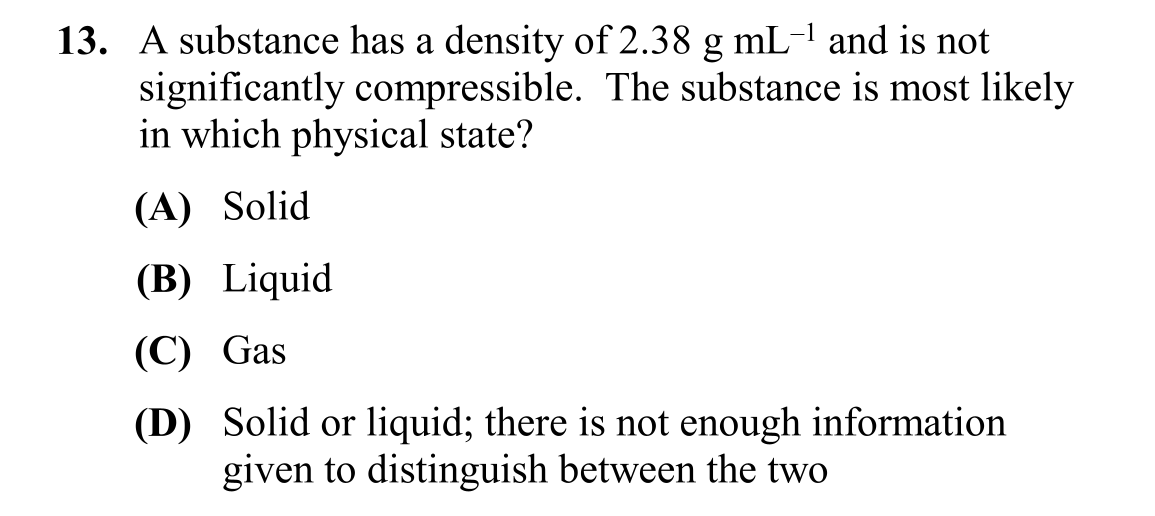 13. A substance has a density of 2.38 g mL⁻¹ and is not
significantly compressible. The substance is most likely
in which physical state?
(A) Solid
(B) Liquid
(C) Gas
(D) Solid or liquid; there is not enough information
given to distinguish between the two